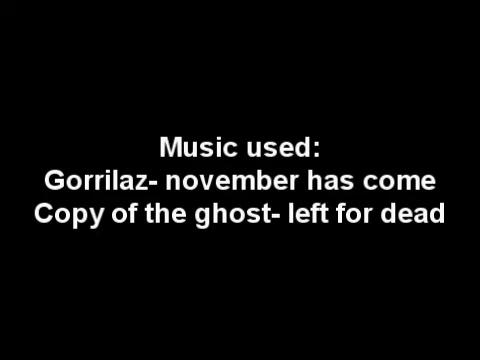 Music used:
Gorrilaz- november has come
Copy of the ghost- left for dead